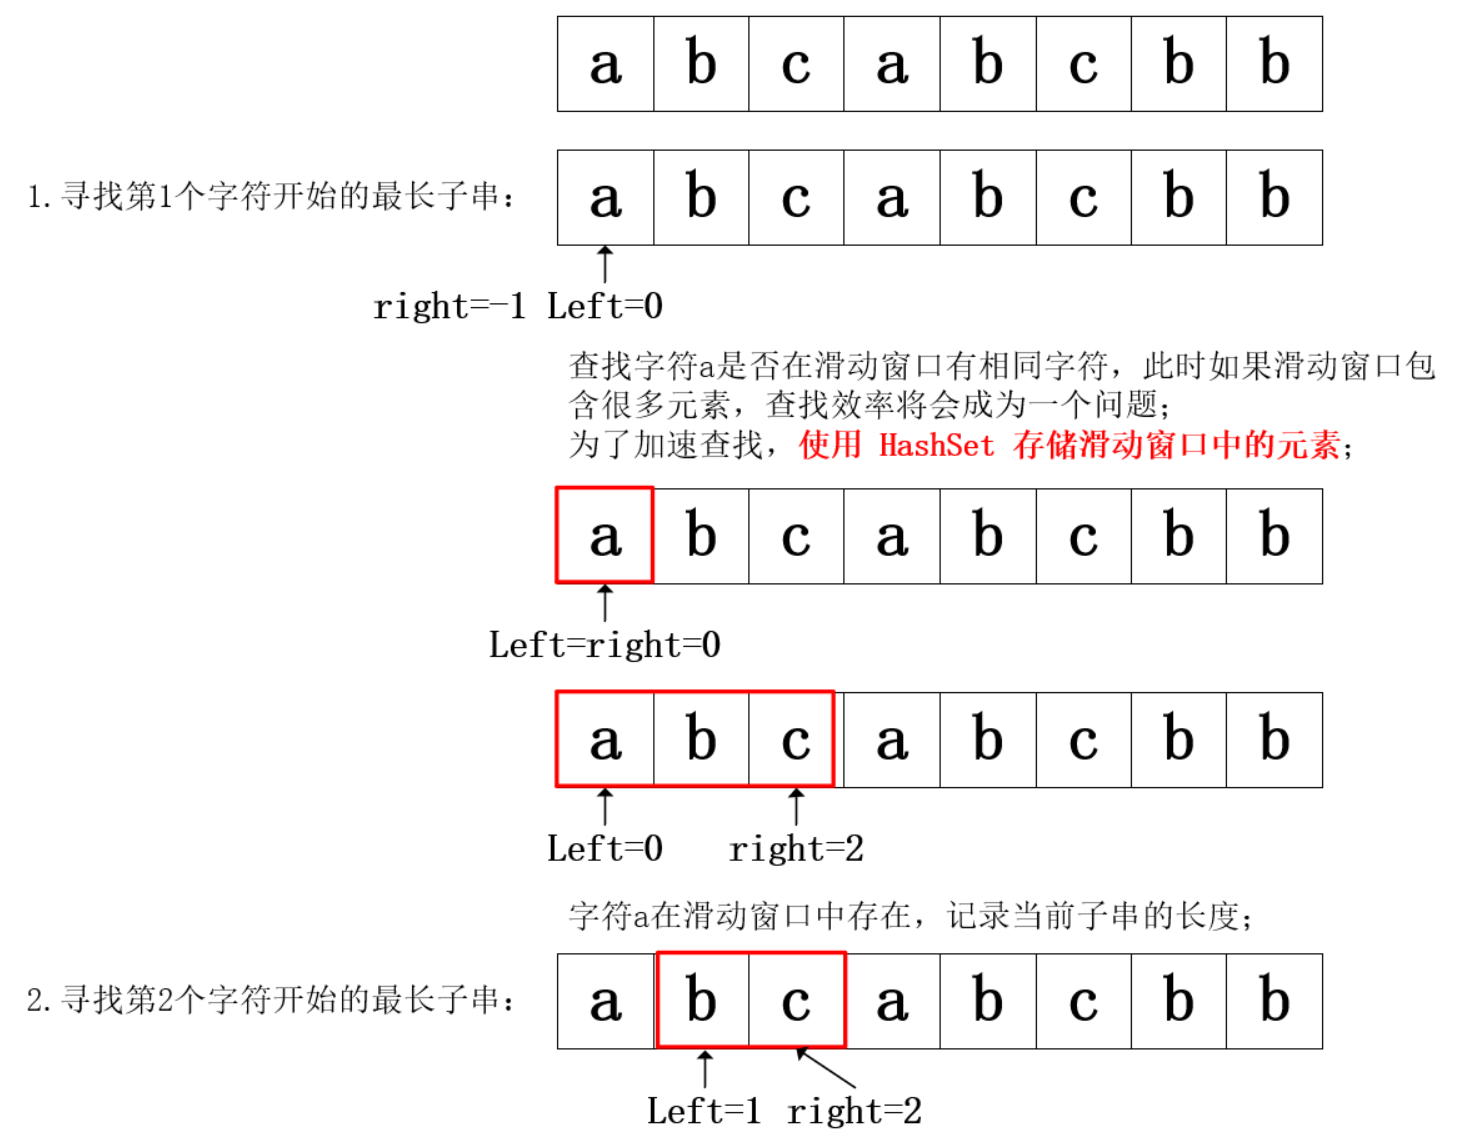 a b c a b c b b
1.寻找第1个字符开始的最长子串： a b c a b c b b
right=-1 Left=0
查找字符a是否在滑动窗口有相同字符，此时如果滑动窗口包
含很多元素，查找效率将会成为一个问题；
为了加速查找，使用 HashSet 存储滑动窗口中的元素；
a b c a b c b b
Left=right=0
a b c a b c b b
Left=0 right=2
字符a在滑动窗口中存在，记录当前子串的长度；
2.寻找第2个字符开始的最长子串： a b c a b c b b
Left=1 right=2